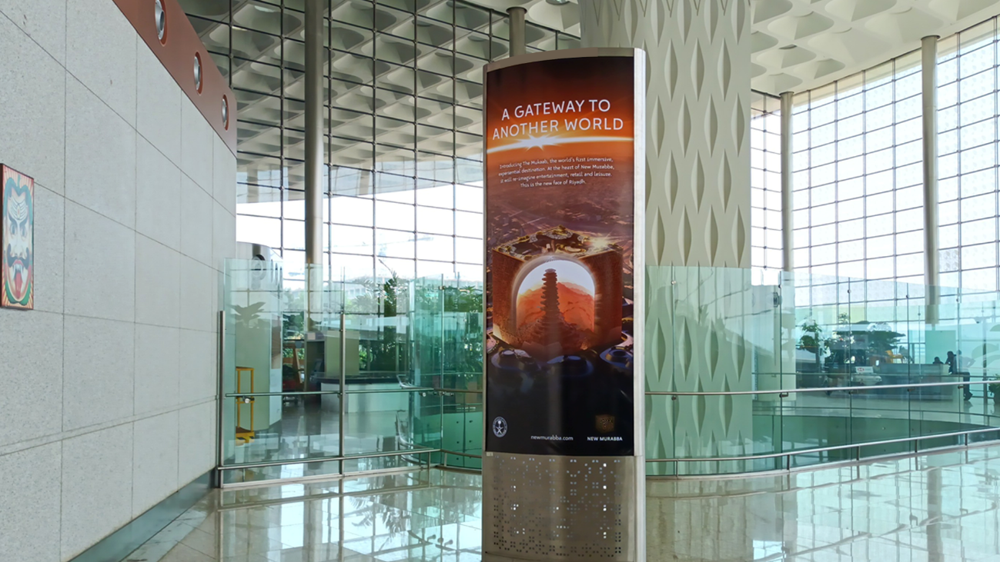 A GATEWAY TO
ANOTHER WORLD
Introducing The Mukaab, the world's first immersive,
experiential destination. At the heart of New Murabba,
it will re-imagine entertainment, retail and leisure.
This is the new face of Riyadh.
newmurabba.com
NEW MURABBA